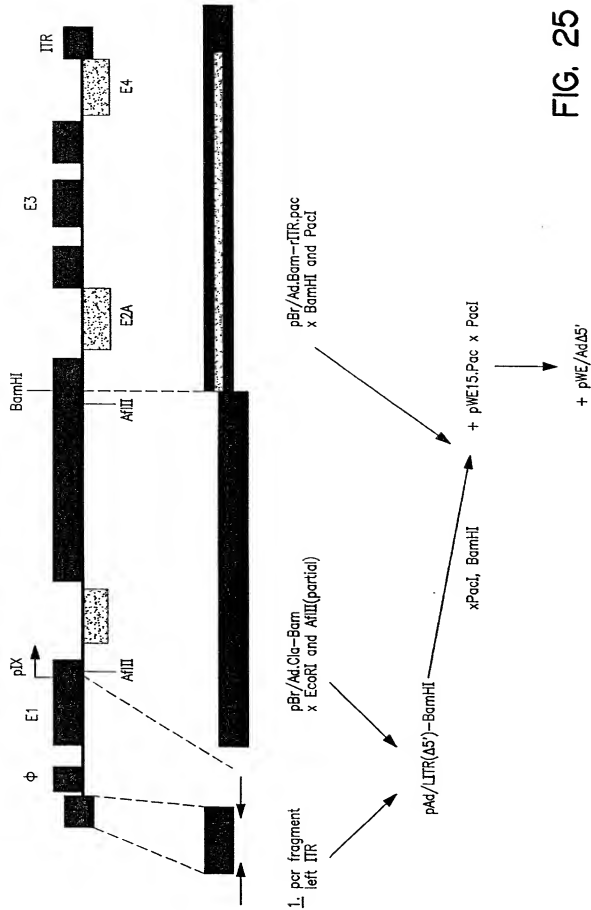 Φ
E1
pIX
AflII
BamHI
AflII
E2A
E3
E4
ITR
1. pcr fragment
left ITR
pBr/Ad.Cla-Bam
x EcoRI and AflII(partial)
pBr/Ad.Bam-rITR.pac
x BamHI and PacI
pAd/LITR(Δ5')-BamHI
xPacI, BamHI
+ pWE15.Pac x PacI
+ pWE/AdΔ5'
FIG. 25